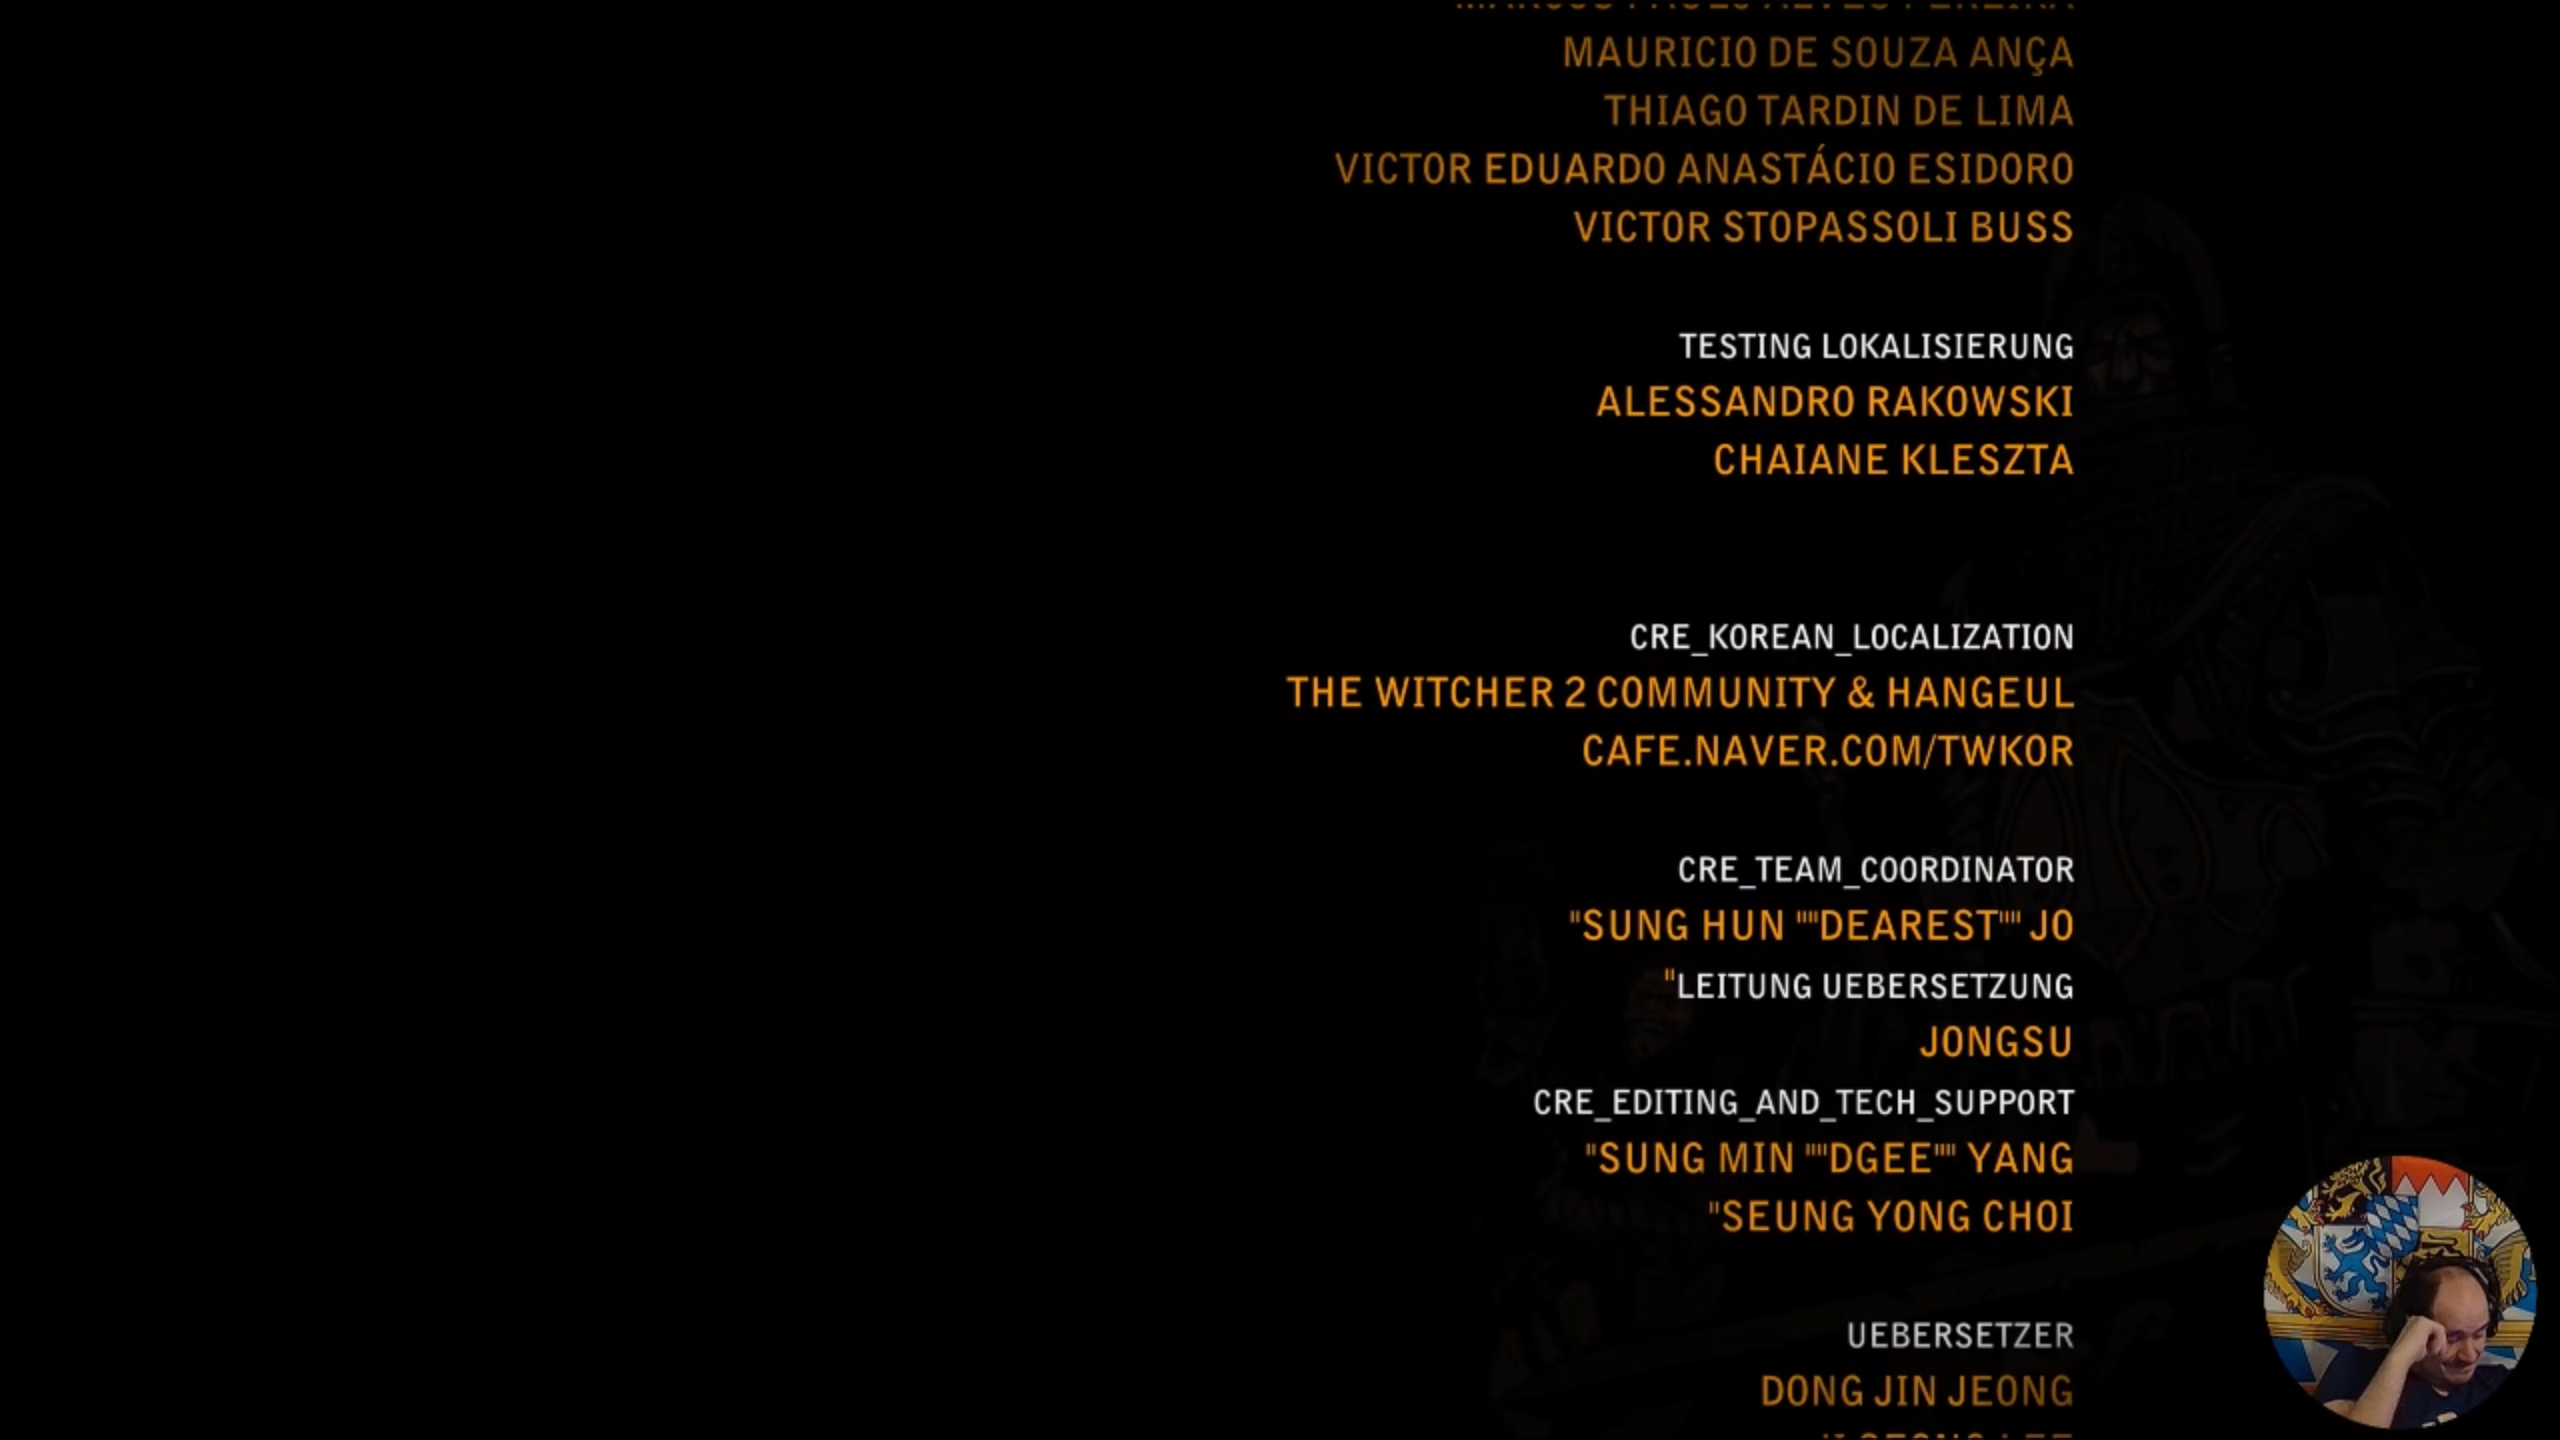 MAURICIO DE SOUZA ANÇA
THIAGO TARDIN DE LIMA
VICTOR EDUARDO ANASTÁCIO ESIDORO
VICTOR STOPASSOLI BUSS
TESTING LOKALISIERUNG
ALESSANDRO RAKOWSKI
CHAIANE KLESZTA
CRE_KOREAN_LOCALIZATION
THE WITCHER 2 COMMUNITY & HANGEUL
CAFE.NAVER.COM/TWKOR
CRE_TEAM_COORDINATOR
"SUNG HUN ""DEAREST"" JO
"LEITUNG UEBERSETZUNG
JONGSU
CRE_EDITING_AND_TECH_SUPPORT
"SUNG MIN ""DGEE"" YANG
"SEUNG YONG CHOI
UEBERSETZER
DONG JIN JEONG